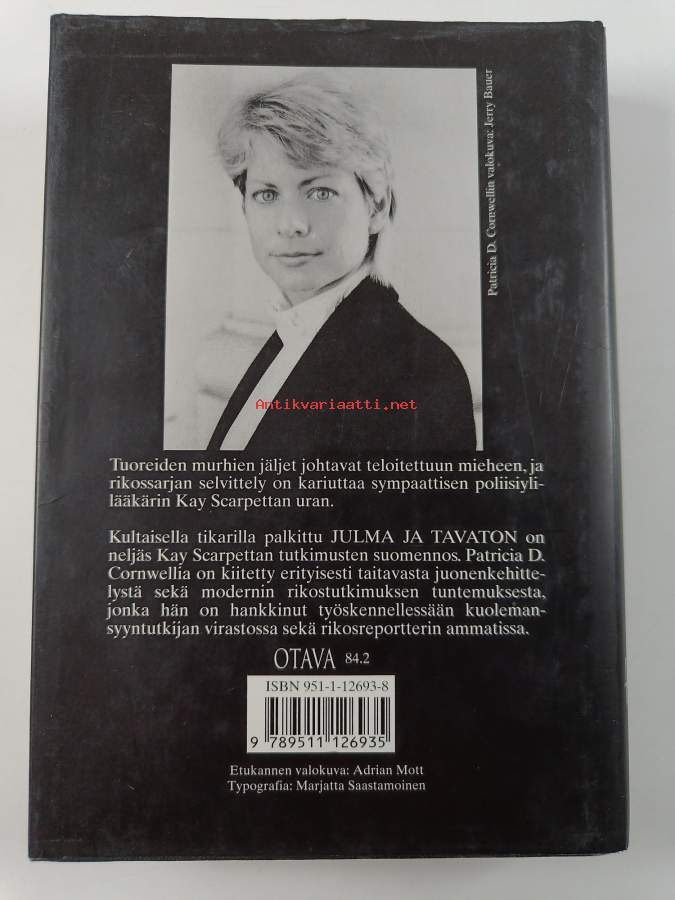 Patricia D. Cornwellin valokuva: Jerry Bauer
Antikvariaatti.net
Tuoreiden murhien jäljet johtavat teloitettuun mieheen, ja
rikossarjan selvittely on kariuttaa sympaattisen poliisiyli-
lääkärin Kay Scarpettan uran.
Kultaisella tikarilla palkittu JULMA JA TAVATON on
neljäs Kay Scarpettan tutkimusten suomennos. Patricia D.
Cornwellia on kiitetty erityisesti taitavasta juonenkehitte-
lystä sekä modernin rikostutkimuksen tuntemuksesta,
jonka hän on hankkinut työskennellessään kuoleman-
syyntutkijan virastossa sekä rikosreportterin ammatissa.
OTAVA 84.2
ISBN 951-1-12693-8
9 789511 126935
Etukannen valokuva: Adrian Mott
Typografia: Marjatta Saastamoinen